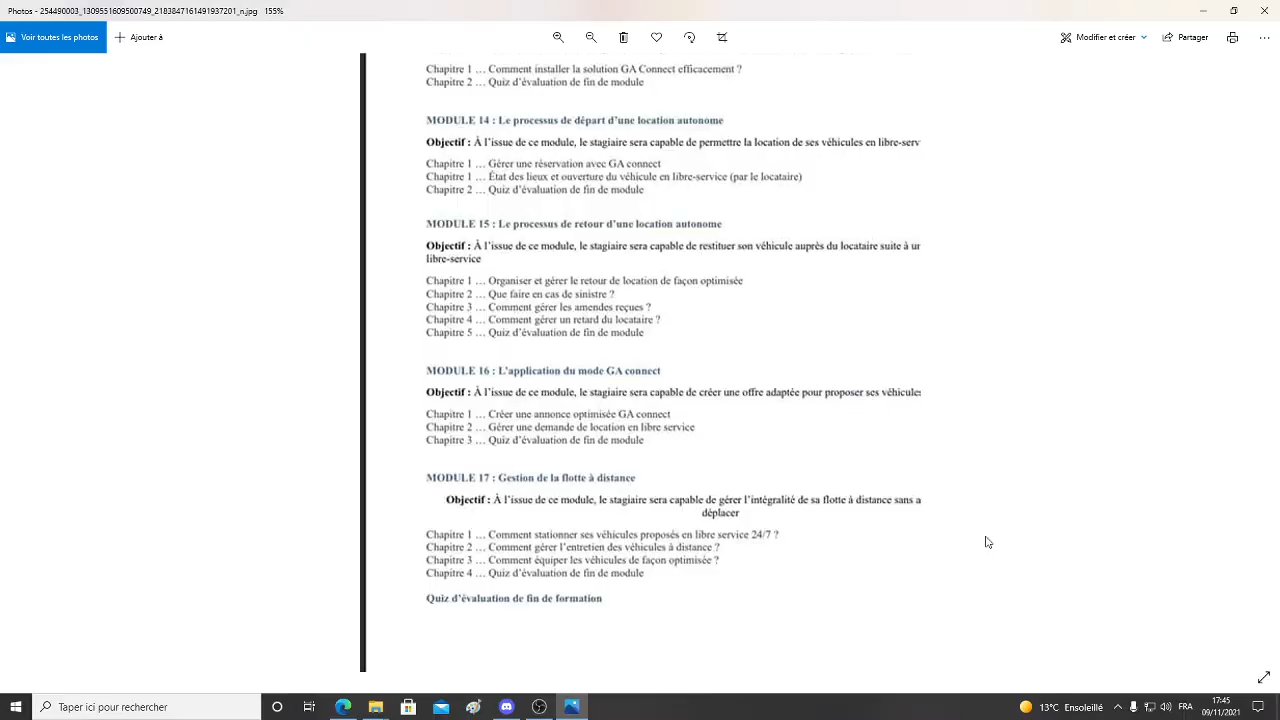 Photos - 254490003_1309551609500749_2183847161491937201_n.jpg - 155%
Voir toutes les photos
Ajouter à
Modifier et créer
Partager
Chapitre 1 … Comment installer la solution GA Connect efficacement ?
Chapitre 2 … Quiz d’évaluation de fin de module
MODULE 14 : Le processus de départ d’une location autonome
Objectif : À l’issue de ce module, le stagiaire sera capable de permettre la location de ses véhicules en libre-serv
Chapitre 1 … Gérer une réservation avec GA connect
Chapitre 1 … État des lieux et ouverture du véhicule en libre-service (par le locataire)
Chapitre 2 … Quiz d’évaluation de fin de module
MODULE 15 : Le processus de retour d’une location autonome
Objectif : À l’issue de ce module, le stagiaire sera capable de restituer son véhicule auprès du locataire suite à un
libre-service
Chapitre 1 … Organiser et gérer le retour de location de façon optimisée
Chapitre 2 … Que faire en cas de sinistre ?
Chapitre 3 … Comment gérer les amendes reçues ?
Chapitre 4 … Comment gérer un retard du locataire ?
Chapitre 5 … Quiz d’évaluation de fin de module
MODULE 16 : L’application du mode GA connect
Objectif : À l’issue de ce module, le stagiaire sera capable de créer une offre adaptée pour proposer ses véhicules
Chapitre 1 … Créer une annonce optimisée GA connect
Chapitre 2 … Gérer une demande de location en libre service
Chapitre 3 … Quiz d’évaluation de fin de module
MODULE 17 : Gestion de la flotte à distance
Objectif : À l’issue de ce module, le stagiaire sera capable de gérer l’intégralité de sa flotte à distance sans a
déplacer
Chapitre 1 … Comment stationner ses véhicules proposés en libre service 24/7 ?
Chapitre 2 … Comment gérer l’entretien des véhicules à distance ?
Chapitre 3 … Comment équiper les véhicules de façon optimisée ?
Chapitre 4 … Quiz d’évaluation de fin de module
Quiz d’évaluation de fin de formation
Taper ici pour rechercher
13°C Ensoleillé
FRA
17:45
09/11/2021